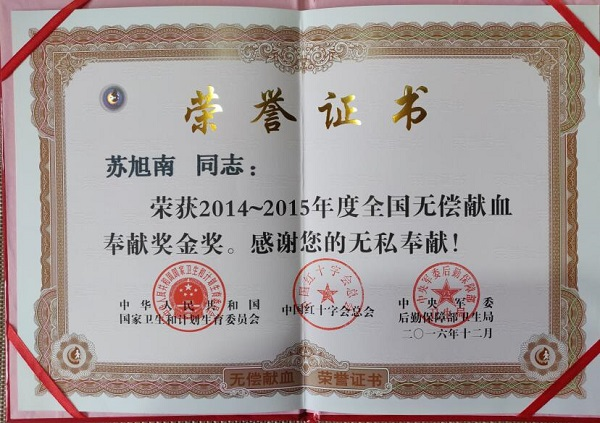 荣誉证书
苏旭南 同志：
荣获2014~2015年度全国无偿献血
奉献奖金奖。感谢您的无私奉献！
中华人民共和国
国家卫生和计划生育委员会
中国红十字会总会
中央军委
后勤保障部卫生局
二〇一六年十二月
无偿献血 荣誉证书